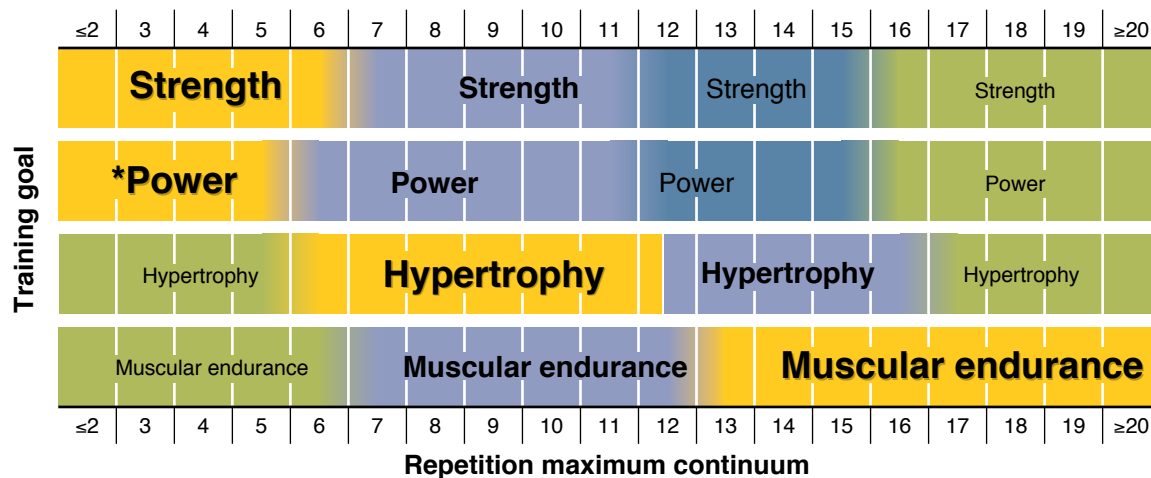 ≤2 3 4 5 6 7 8 9 10 11 12 13 14 15 16 17 18 19 ≥20
Training goal
Strength Strength Strength Strength
*Power Power Power Power
Hypertrophy Hypertrophy Hypertrophy Hypertrophy
Muscular endurance Muscular endurance Muscular endurance
≤2 3 4 5 6 7 8 9 10 11 12 13 14 15 16 17 18 19 ≥20
Repetition maximum continuum